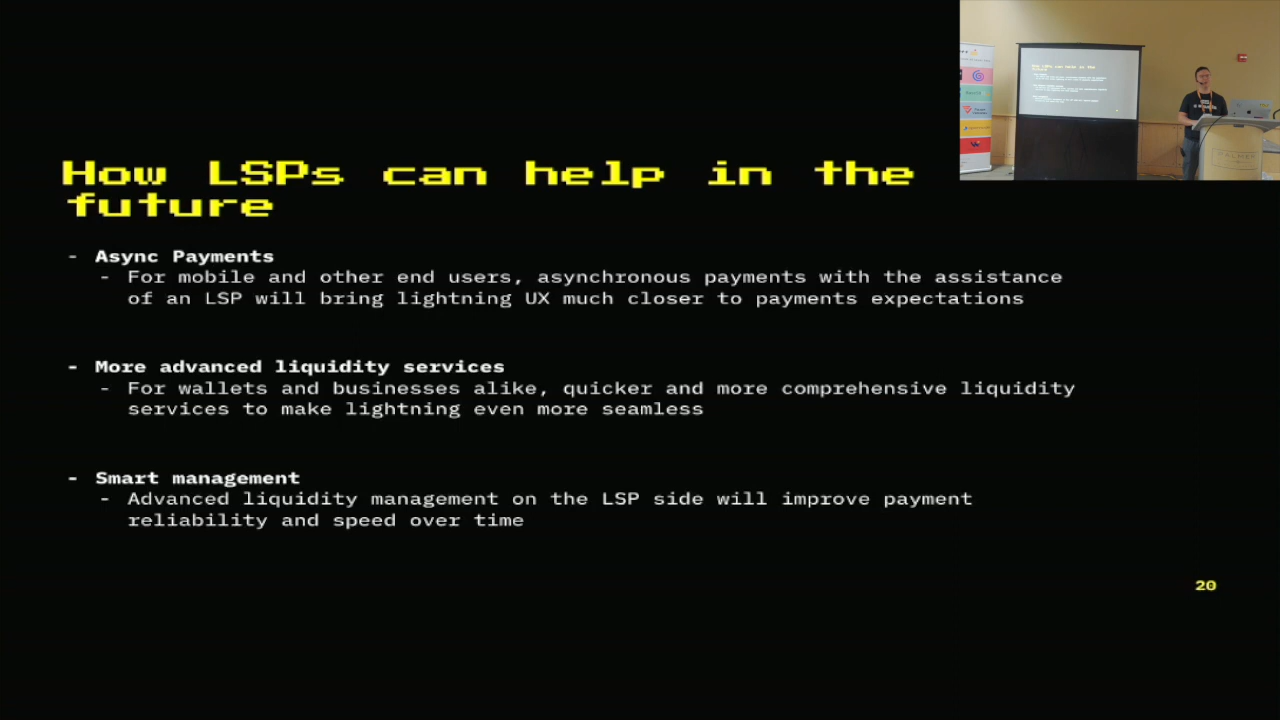 How LSPs can help in the
future
- Async Payments
- For mobile and other end users, asynchronous payments with the assistance
of an LSP will bring lightning UX much closer to payments expectations
- More advanced liquidity services
- For wallets and businesses alike, quicker and more comprehensive liquidity
services to make lightning even more seamless
- Smart management
- Advanced liquidity management on the LSP side will improve payment
reliability and speed over time
20